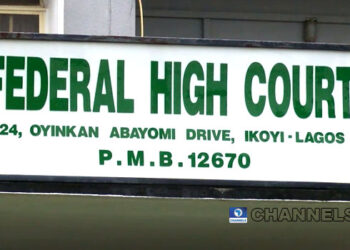 FEDERAL HIGH COURT
24, OYINKAN ABAYOMI DRIVE, IKOYI - LAGOS
P.M.B. 12670
CHANNELS